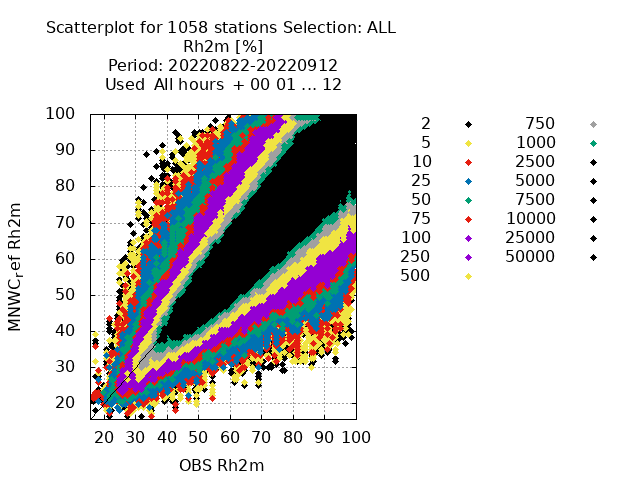 Scatterplot for 1058 stations Selection: ALL
Rh2m [%]
Period: 20220822-20220912
Used  All hours  + 00 01 ... 12
MNWC_ref Rh2m
100
90
80
70
60
50
40
30
20
20 30 40 50 60 70 80 90 100
OBS Rh2m
2 750
5 1000
10 2500
25 5000
50 7500
75 10000
100 25000
250 50000
500